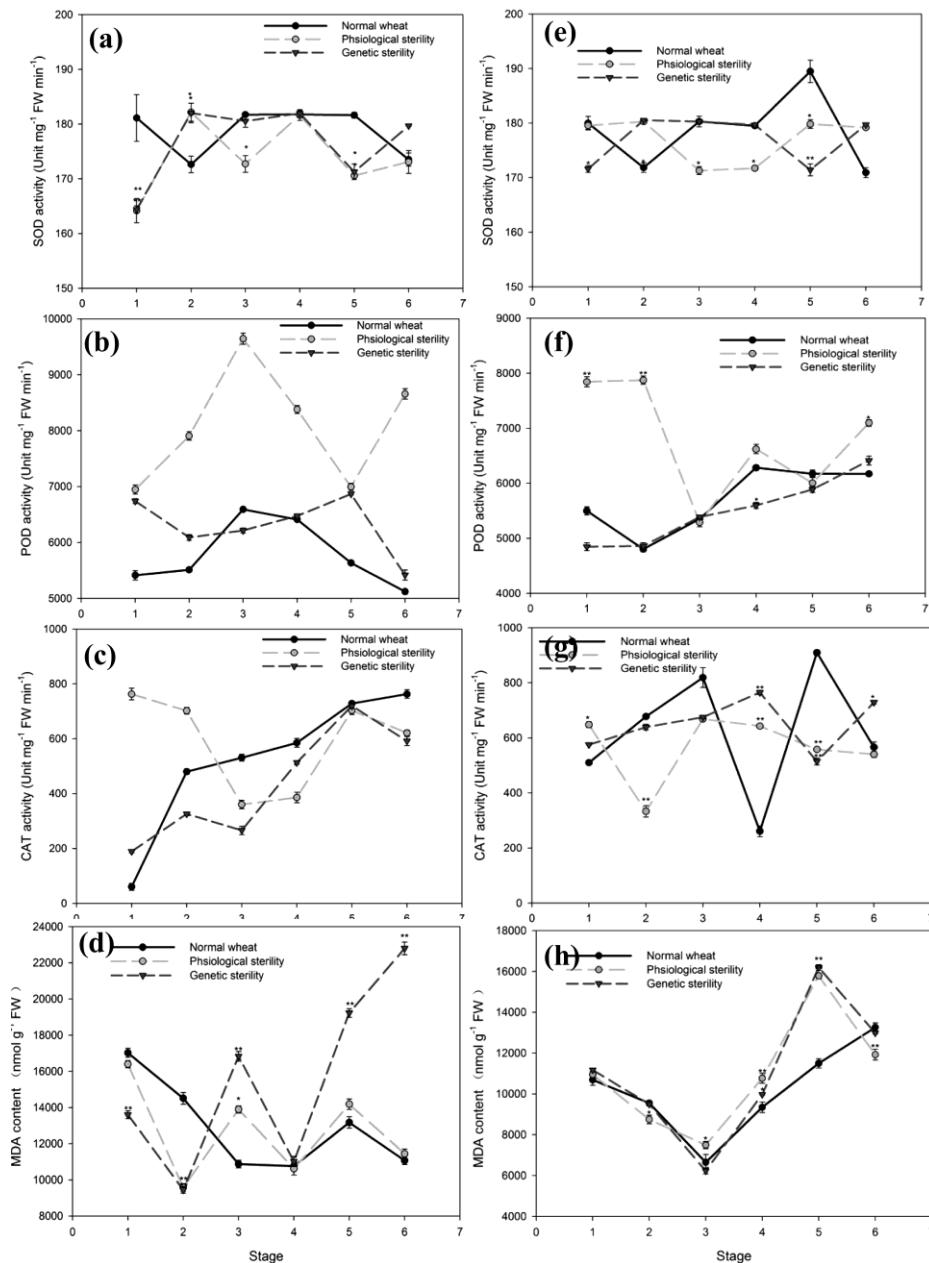 (a)
Normal wheat
Phsiological sterility
Genetic sterility
SOD activity (Unit mg⁻¹ FW min⁻¹)
200
190
180
170
160
150
0 1 2 3 4 5 6 7
** ** * * *
(b)
Normal wheat
Phsiological sterility
Genetic sterility
POD activity (Unit mg⁻¹ FW min⁻¹)
10000
9000
8000
7000
6000
5000
0 1 2 3 4 5 6 7
(c)
Normal wheat
Phsiological sterility
Genetic sterility
CAT activity (Unit mg⁻¹ FW min⁻¹)
1000
800
600
400
200
0
0 1 2 3 4 5 6 7
(d)
Normal wheat
Phsiological sterility
Genetic sterility
MDA content (nmol g⁻¹ FW)
24000
22000
20000
18000
16000
14000
12000
10000
8000
0 1 2 3 4 5 6 7
** ** ** * ** **
Stage
(e)
Normal wheat
Phsiological sterility
Genetic sterility
SOD activity (Unit mg⁻¹ FW min⁻¹)
200
190
180
170
160
150
0 1 2 3 4 5 6 7
* * * * * **
(f)
Normal wheat
Phsiological sterility
Genetic sterility
POD activity (Unit mg⁻¹ FW min⁻¹)
9000
8000
7000
6000
5000
4000
0 1 2 3 4 5 6 7
** ** * *
(g)
Normal wheat
Phsiological sterility
Genetic sterility
CAT activity (Unit mg⁻¹ FW min⁻¹)
1000
800
600
400
200
0
0 1 2 3 4 5 6 7
* ** ** ** ** ** *
(h)
Normal wheat
Phsiological sterility
Genetic sterility
MDA content (nmol g⁻¹ FW)
18000
16000
14000
12000
10000
8000
6000
4000
0 1 2 3 4 5 6 7
* * ** * ** **
Stage